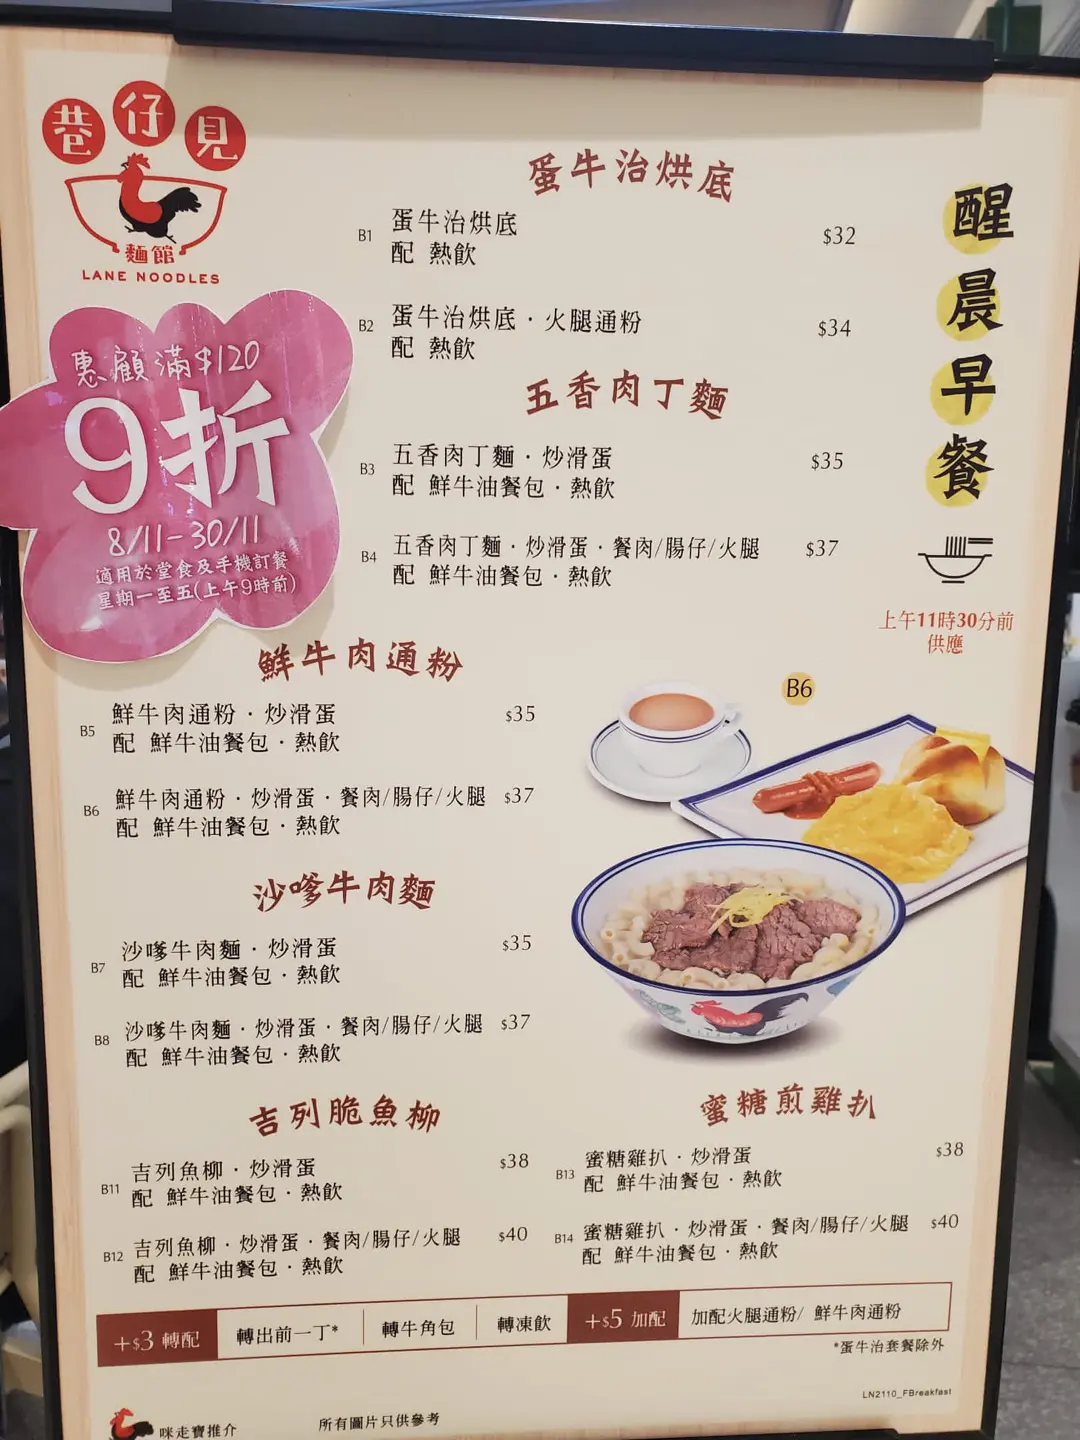 巷仔見
麵館
LANE NOODLES
惠顧滿$120
9折
8/11-30/11
適用於堂食及手機訂餐
星期一至五(上午9時前)
醒晨早餐
上午11時30分前
供應
蛋牛治烘底
B1 蛋牛治烘底 $32
配 熱飲
B2 蛋牛治烘底．火腿通粉 $34
配 熱飲
五香肉丁麵
B3 五香肉丁麵．炒滑蛋 $35
配 鮮牛油餐包．熱飲
B4 五香肉丁麵．炒滑蛋．餐肉/腸仔/火腿 $37
配 鮮牛油餐包．熱飲
鮮牛肉通粉
B5 鮮牛肉通粉．炒滑蛋 $35
配 鮮牛油餐包．熱飲
B6 鮮牛肉通粉．炒滑蛋．餐肉/腸仔/火腿 $37
配 鮮牛油餐包．熱飲
B6
沙嗲牛肉麵
B7 沙嗲牛肉麵．炒滑蛋 $35
配 鮮牛油餐包．熱飲
B8 沙嗲牛肉麵．炒滑蛋．餐肉/腸仔/火腿 $37
配 鮮牛油餐包．熱飲
吉列脆魚柳
B11 吉列魚柳．炒滑蛋 $38
配 鮮牛油餐包．熱飲
B12 吉列魚柳．炒滑蛋．餐肉/腸仔/火腿 $40
配 鮮牛油餐包．熱飲
蜜糖煎雞扒
B13 蜜糖雞扒．炒滑蛋 $38
配 鮮牛油餐包．熱飲
B14 蜜糖雞扒．炒滑蛋．餐肉/腸仔/火腿 $40
配 鮮牛油餐包．熱飲
+$3 轉配 轉出前一丁* 轉牛角包 轉凍飲 +$5 加配 加配火腿通粉/ 鮮牛肉通粉
*蛋牛治套餐除外
LN2110_FBreakfast
咪走寶推介 所有圖片只供參考